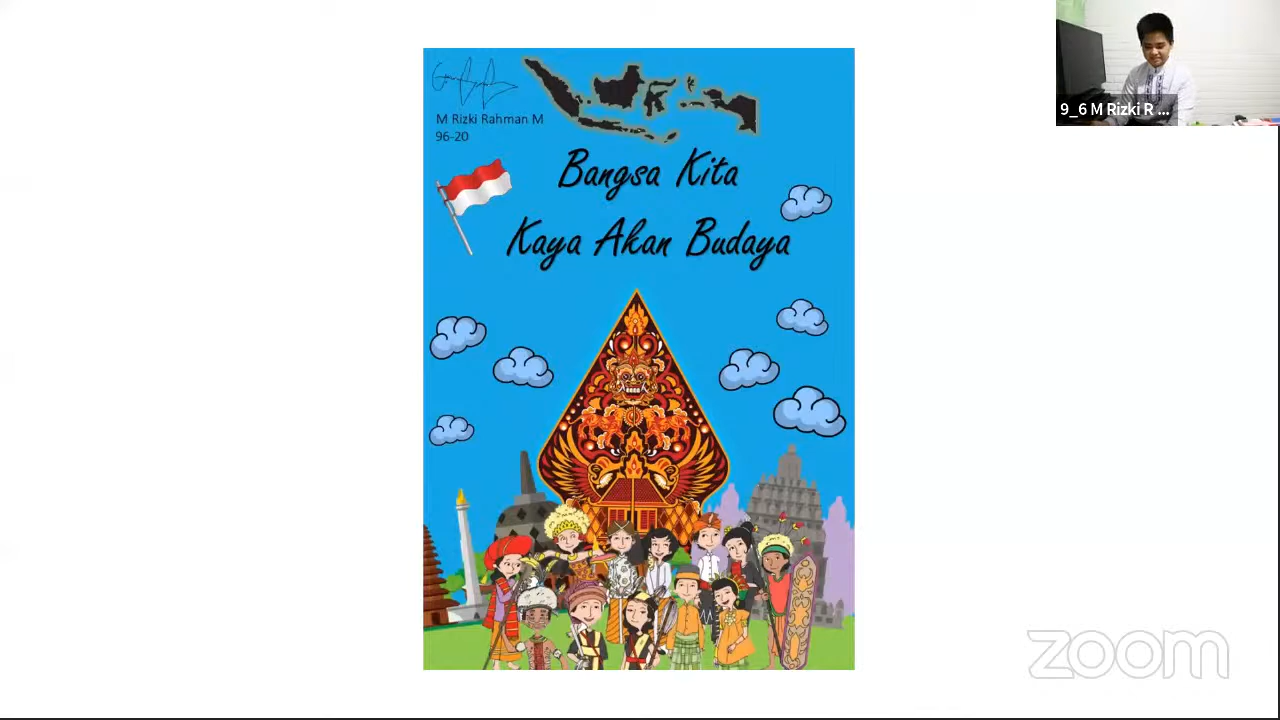 M Rizki Rahman M
96-20
Bangsa Kita
Kaya Akan Budaya
9_6 M Rizki R ...
zoom